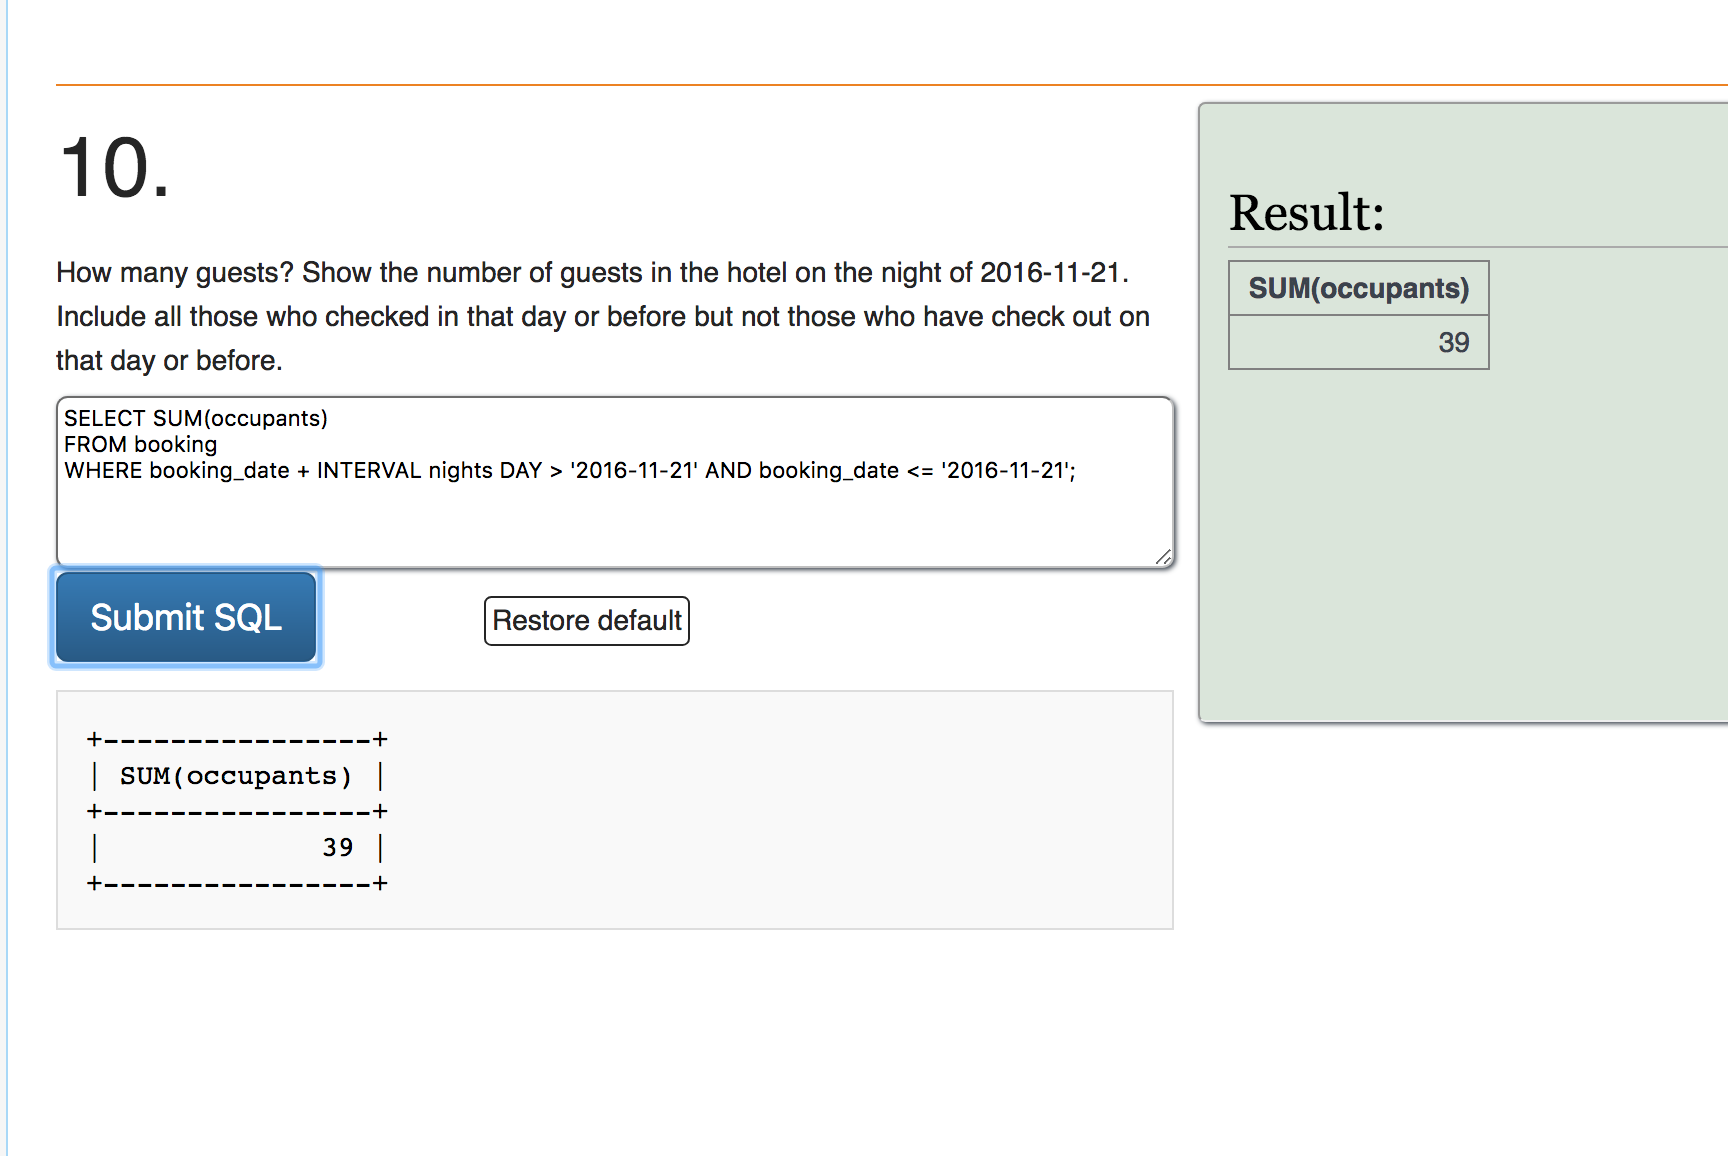 10.
How many guests? Show the number of guests in the hotel on the night of 2016-11-21.
Include all those who checked in that day or before but not those who have check out on
that day or before.
SELECT SUM(occupants)
FROM booking
WHERE booking_date + INTERVAL nights DAY > '2016-11-21' AND booking_date <= '2016-11-21';
Submit SQL
Restore default
+----------------+
| SUM(occupants) |
+----------------+
|             39 |
+----------------+
Result:
SUM(occupants)
39